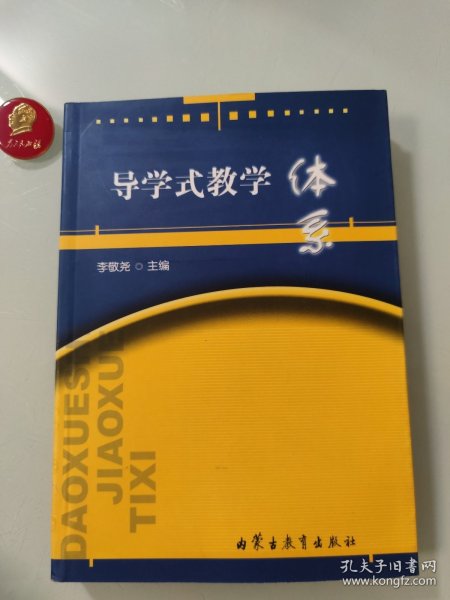 导学式教学
体系
李敬尧 主编
DAOXUESHI
JIAOXUE
TIXI
内蒙古教育出版社
孔夫子旧书网
www.kongfz.com